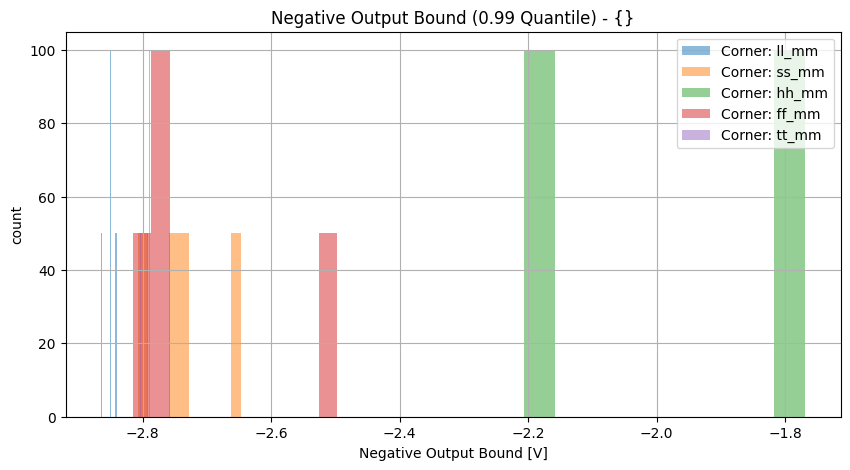 Negative Output Bound (0.99 Quantile) - {}
Corner: ll_mm
Corner: ss_mm
Corner: hh_mm
Corner: ff_mm
Corner: tt_mm
count
100
80
60
40
20
0
−2.8
−2.6
−2.4
−2.2
−2.0
−1.8
Negative Output Bound [V]